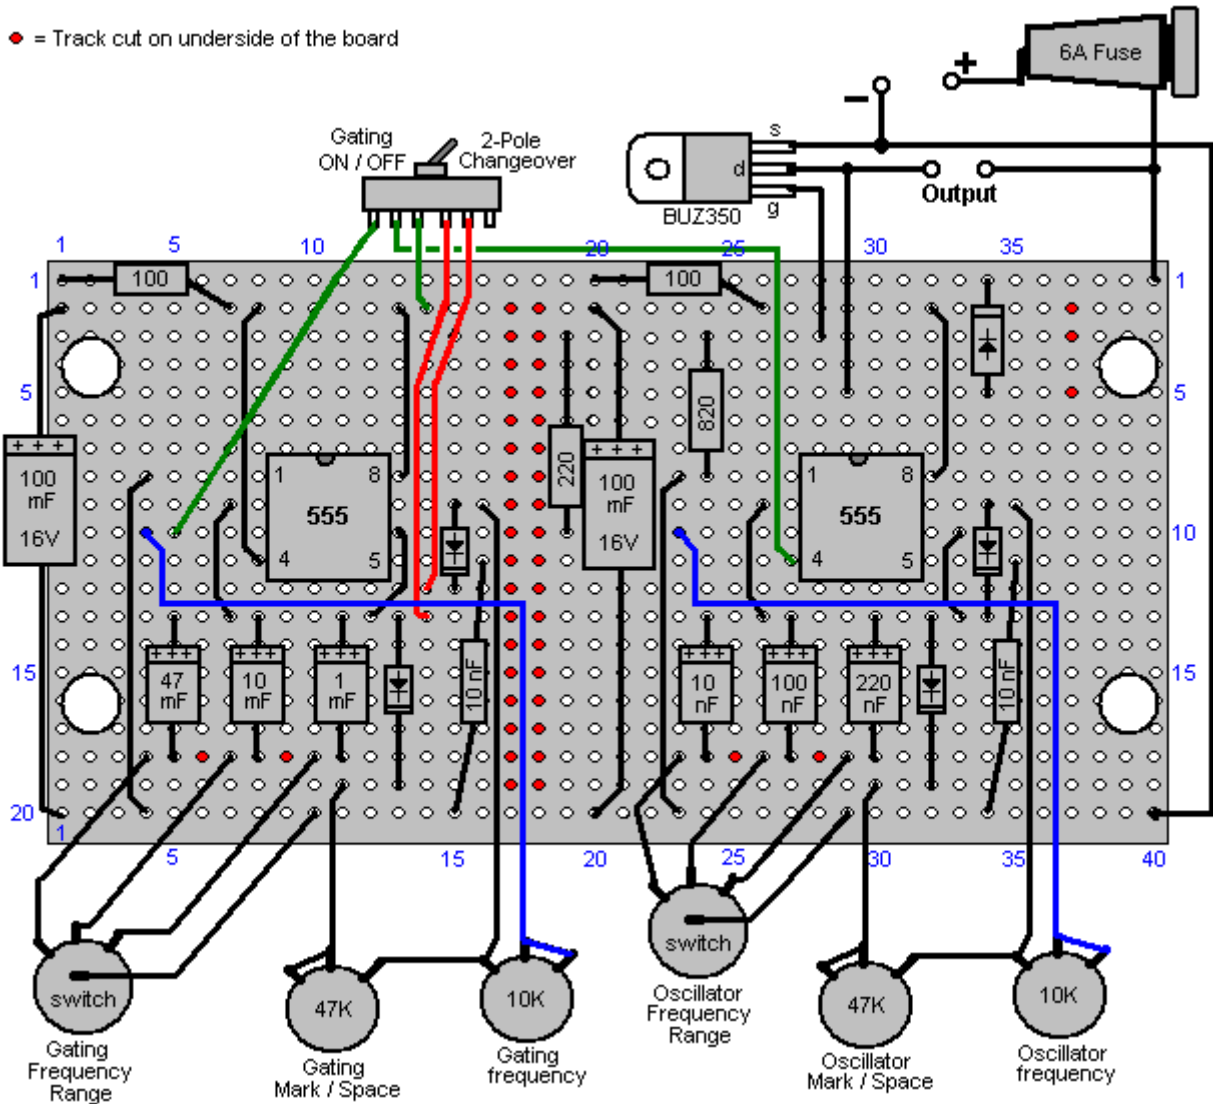 = Track cut on underside of the board
6A Fuse
+
–
Gating
ON / OFF
2-Pole
Changeover
s
d
g
BUZ350
Output
1
5
10
20
25
30
35
1
100
100
1
5
5
820
220
+ + +
100
mF
16V
1
8
555
4
5
+ + +
100
mF
16V
1
8
555
4
5
10
15
15
+++
47
mF
+++
10
mF
+++
1
mF
10 nF
+++
10
nF
+++
100
nF
+++
220
nF
10 nF
20
1
5
15
20
25
30
35
40
switch
Gating
Frequency
Range
47K
Gating
Mark / Space
10K
Gating
frequency
switch
Oscillator
Frequency
Range
47K
Oscillator
Mark / Space
10K
Oscillator
frequency